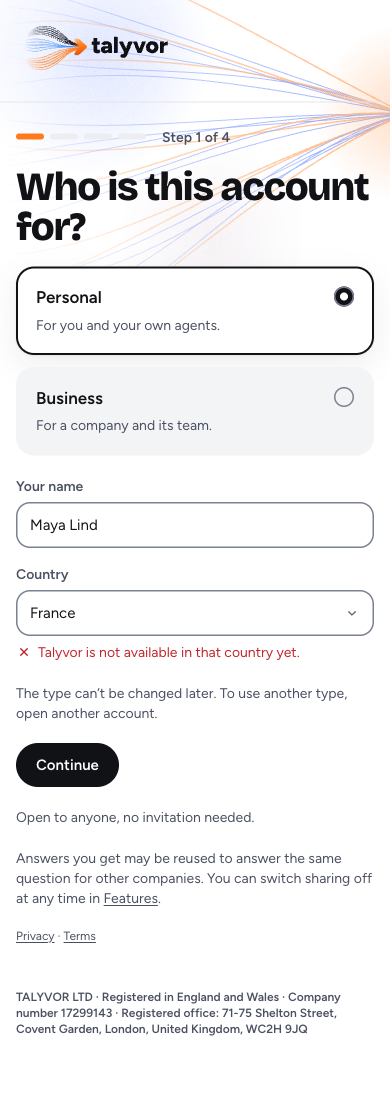 talyvor
Step 1 of 4
Who is this account
for?
Personal
For you and your own agents.
Business
For a company and its team.
Your name
Maya Lind
Country
France
× Talyvor is not available in that country yet.
The type can’t be changed later. To use another type,
open another account.
Continue
Open to anyone, no invitation needed.
Answers you get may be reused to answer the same
question for other companies. You can switch sharing off
at any time in Features.
Privacy · Terms
TALYVOR LTD · Registered in England and Wales · Company
number 17299143 · Registered office: 71-75 Shelton Street,
Covent Garden, London, United Kingdom, WC2H 9JQ